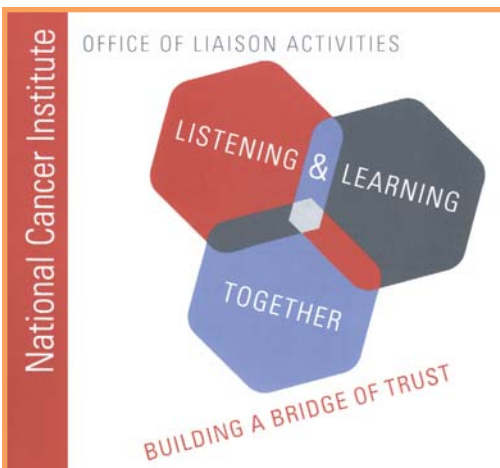 National Cancer Institute
OFFICE OF LIAISON ACTIVITIES
LISTENING
&
LEARNING
TOGETHER
BUILDING A BRIDGE OF TRUST